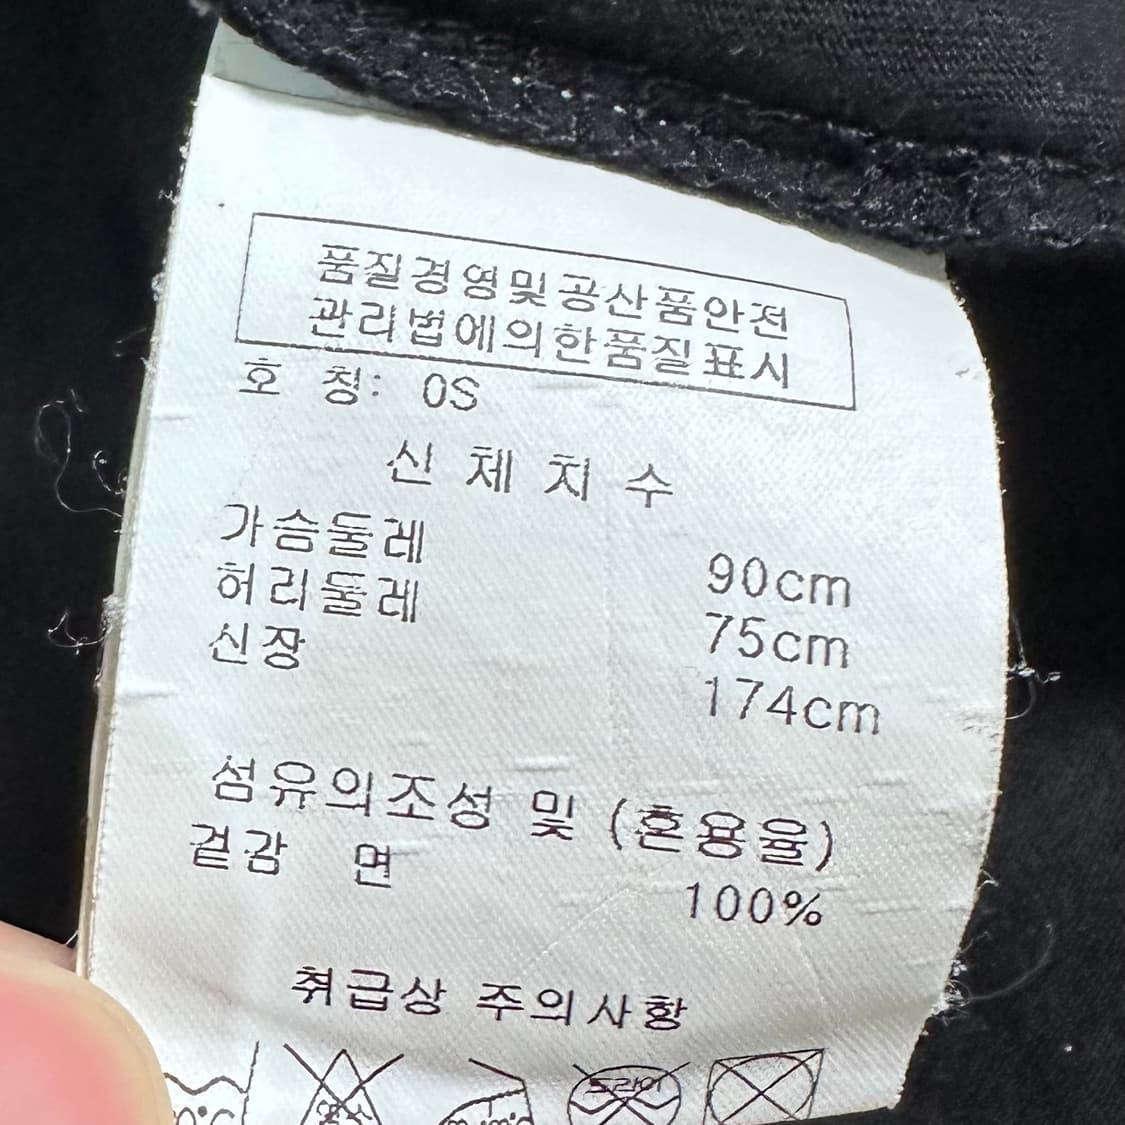 품질경영및공산품안전
관리법에의한품질표시
호 칭: OS
신 체 치 수
가슴둘레 90cm
허리둘레 75cm
신장 174cm
섬유의조성 및 (혼용율)
겉감 면 100%
취급상 주의사항
드라이